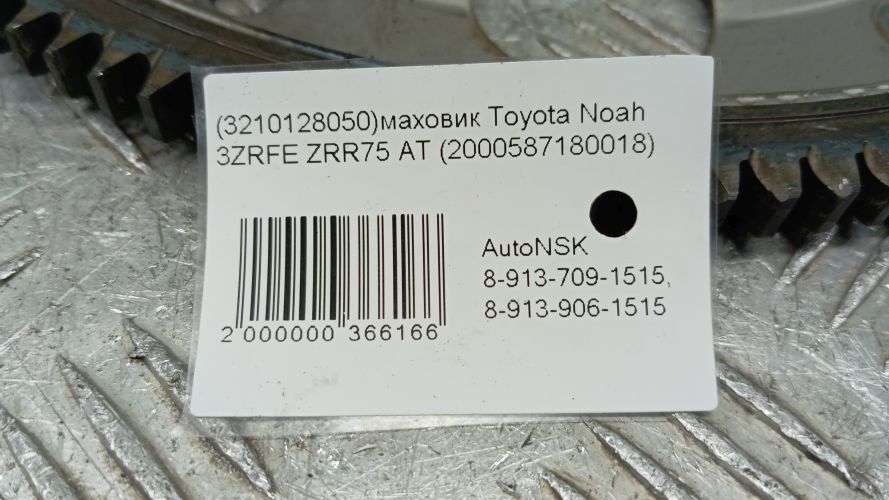 (3210128050)маховик Toyota Noah
3ZRFE ZRR75 AT (2000587180018)
AutoNSK
8-913-709-1515,
8-913-906-1515
2 000000 366166